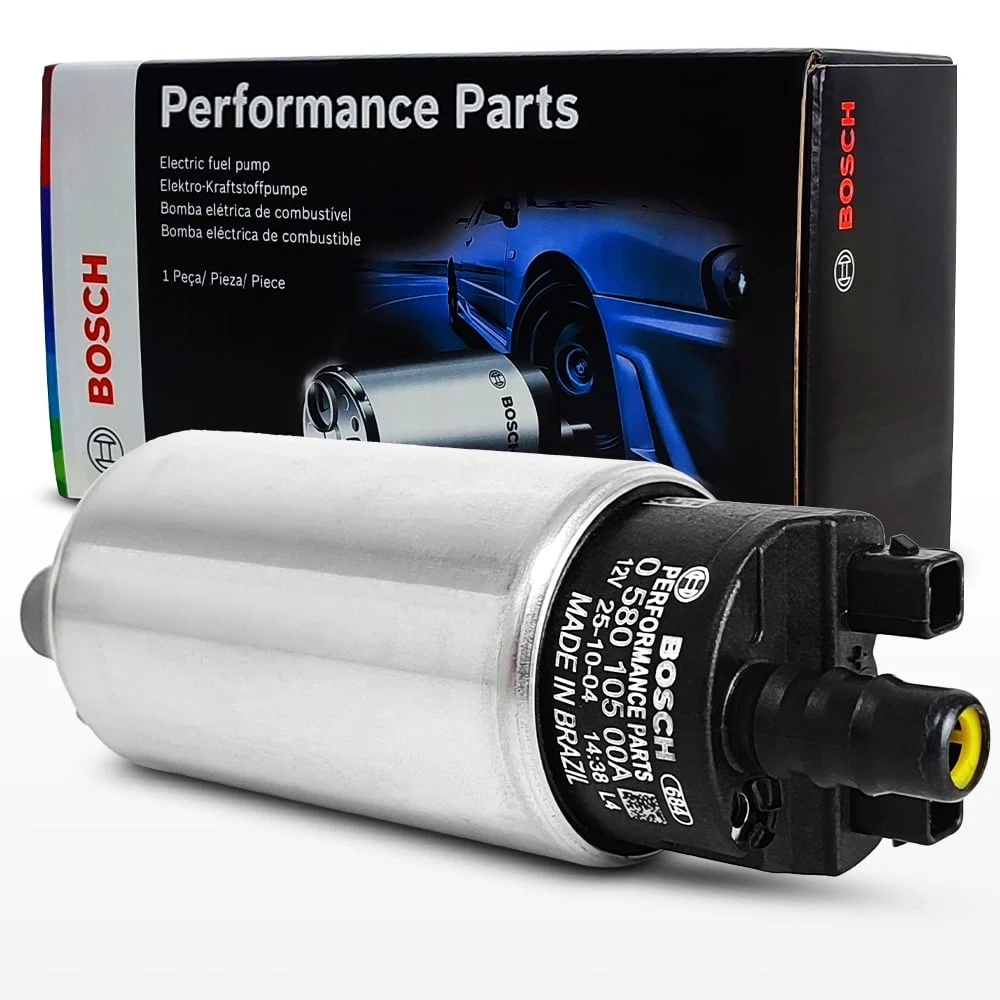 Performance Parts
Electric fuel pump
Elektro-Kraftstoffpumpe
Bomba elétrica de combustível
Bomba eléctrica de combustible
1 Peça/ Pieza/ Piece
BOSCH
BOSCH
BOSCH
BOSCH 684
PERFORMANCE PARTS
0 580 105 00A
12V 25-10-04 14:38 L4
MADE IN BRAZIL